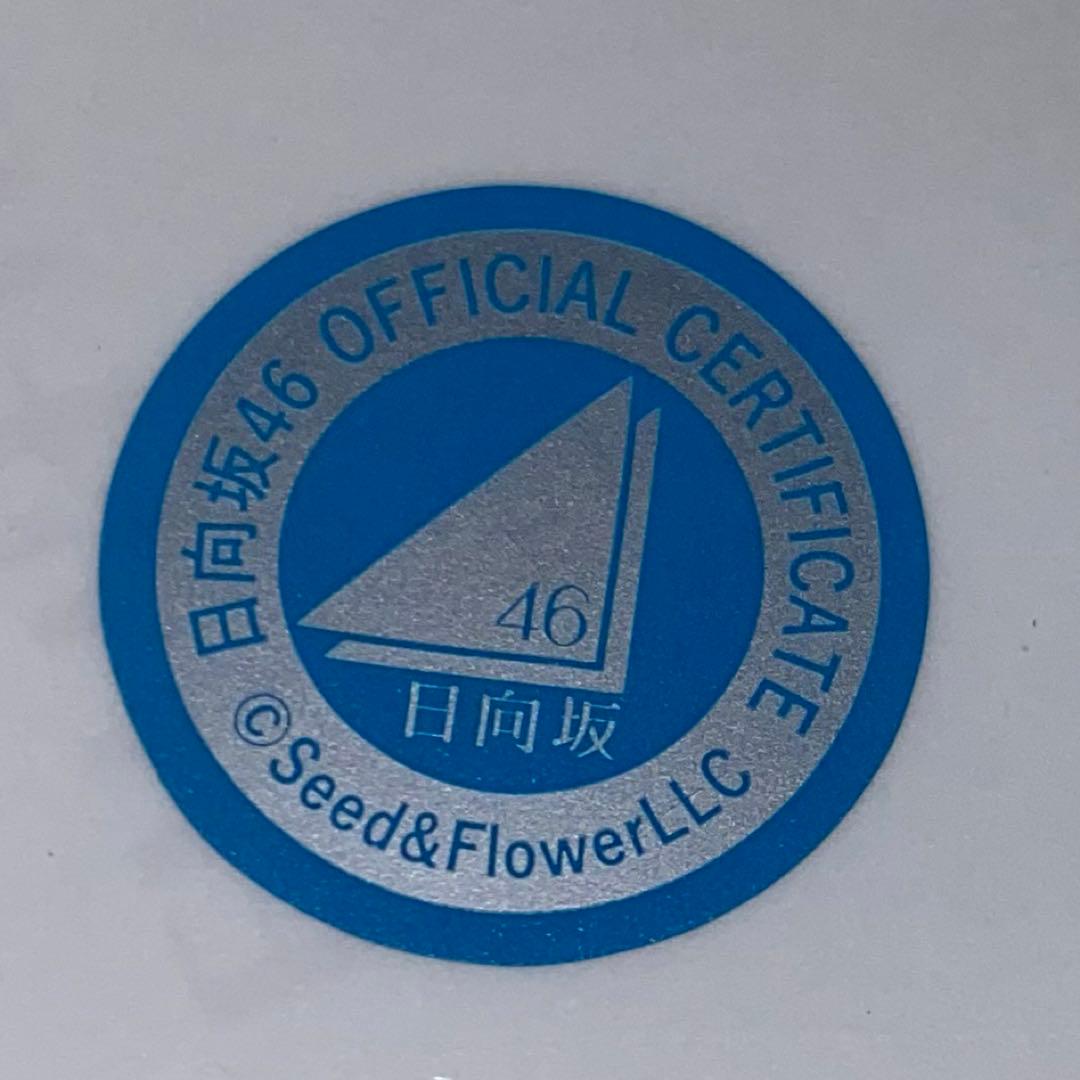 日向坂46 OFFICIAL CERTIFICATE
46
日向坂
©Seed&FlowerLLC